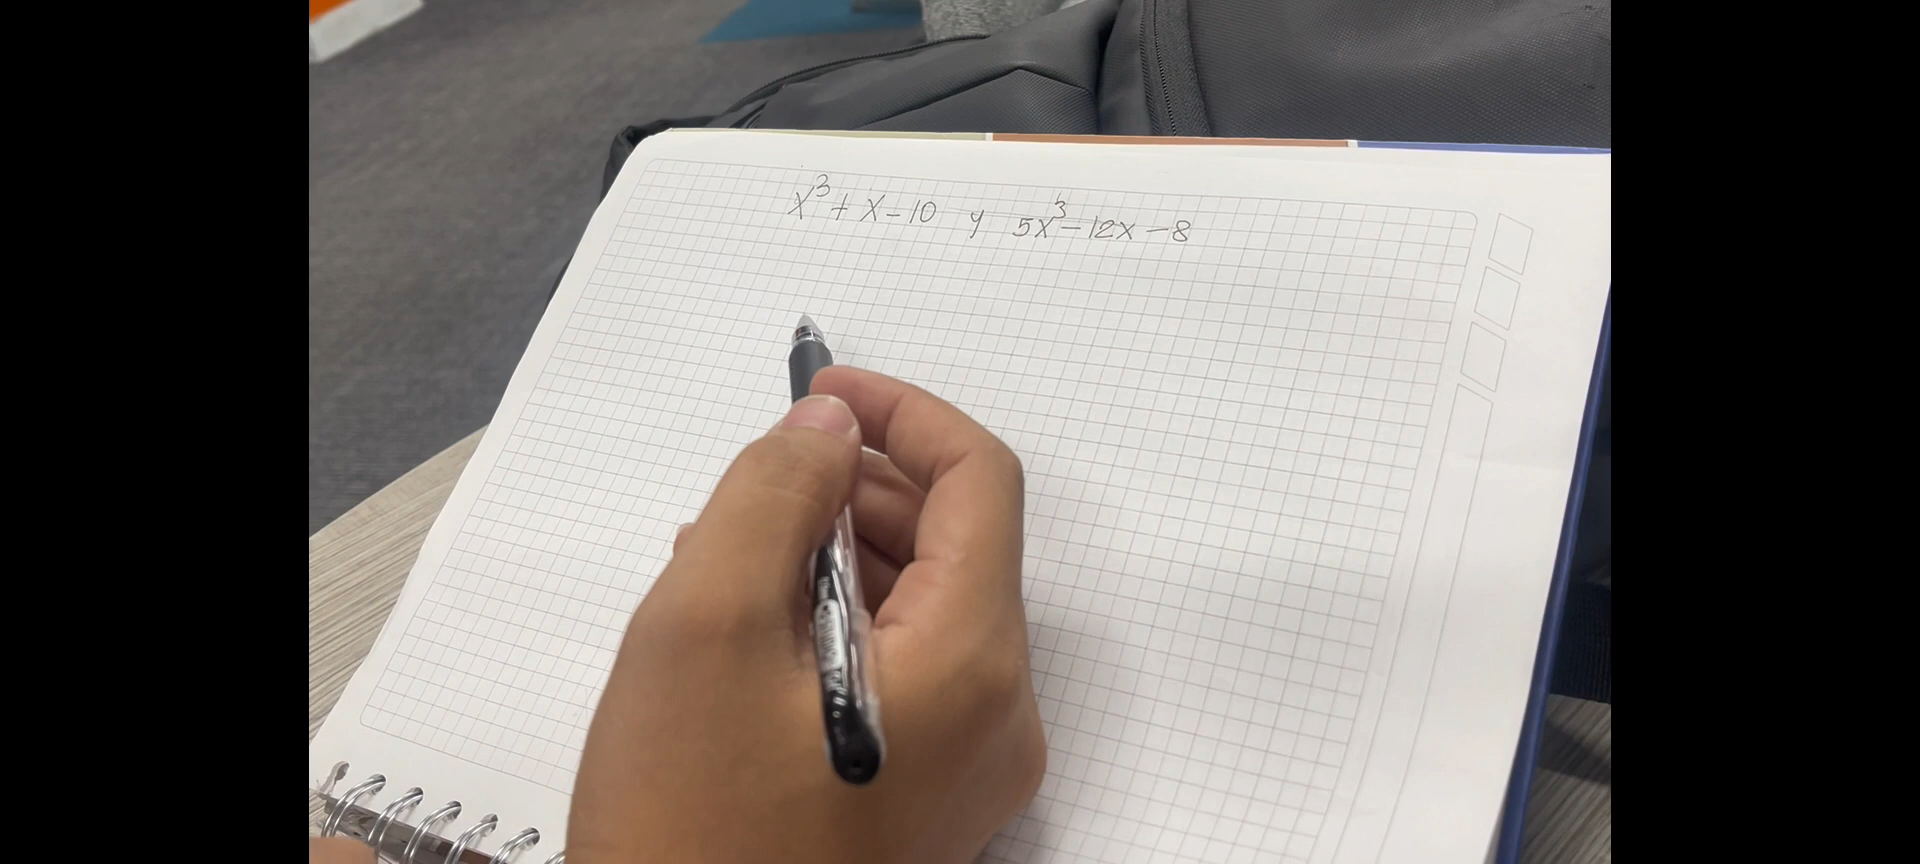 x³ + x - 10 y 5x³ - 12x - 8